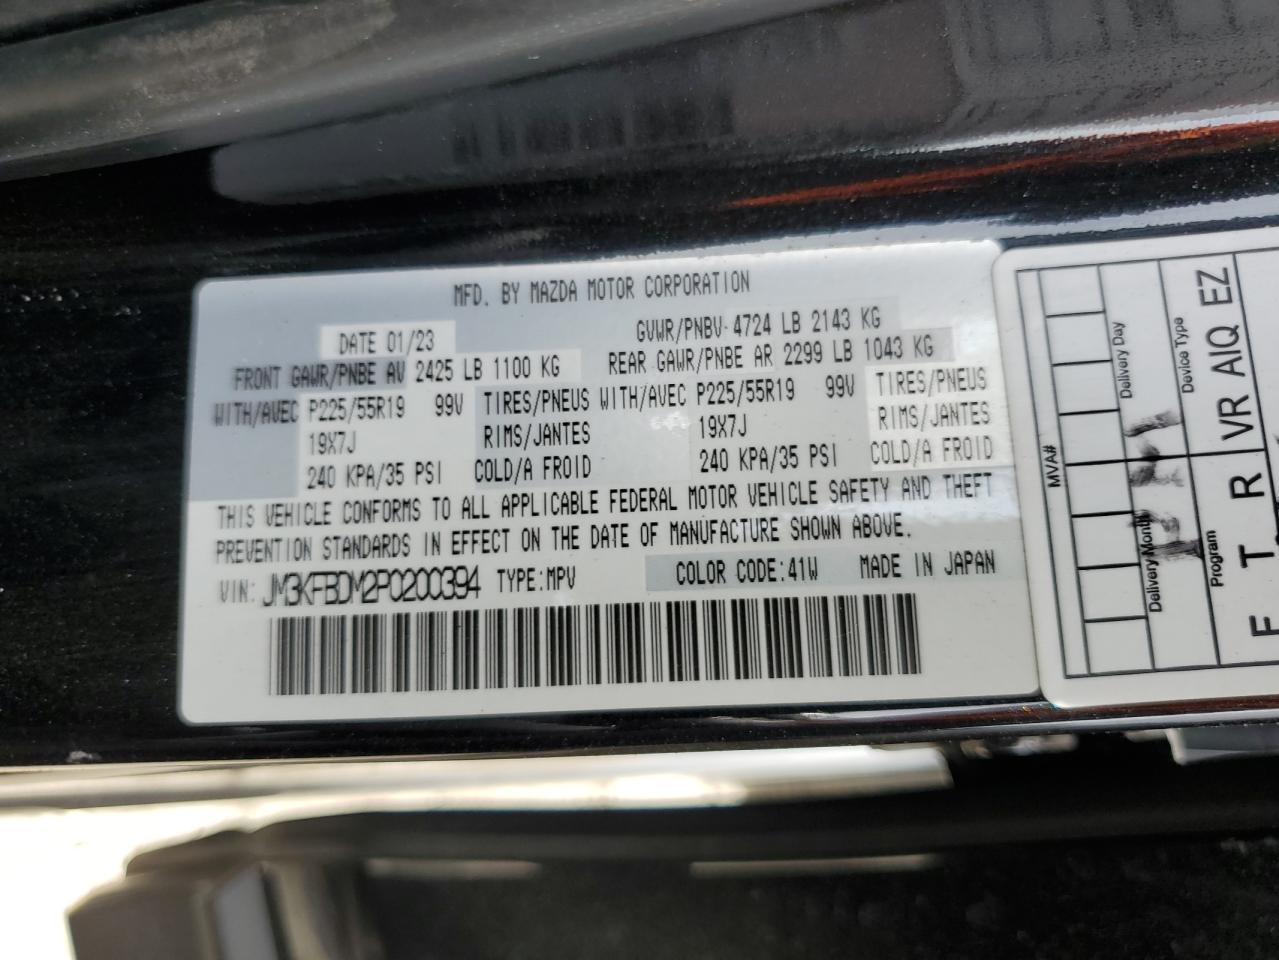 MFD. BY MAZDA MOTOR CORPORATION
DATE 01/23 GVWR/PNBV 4724 LB 2143 KG
FRONT GAWR/PNBE AV 2425 LB 1100 KG REAR GAWR/PNBE AR 2299 LB 1043 KG
WITH/AVEC P225/55R19 99V TIRES/PNEUS WITH/AVEC P225/55R19 99V TIRES/PNEUS
19X7J RIMS/JANTES 19X7J RIMS/JANTES
240 KPA/35 PSI COLD/A FROID 240 KPA/35 PSI COLD/A FROID
THIS VEHICLE CONFORMS TO ALL APPLICABLE FEDERAL MOTOR VEHICLE SAFETY AND THEFT
PREVENTION STANDARDS IN EFFECT ON THE DATE OF MANUFACTURE SHOWN ABOVE.
VIN: JM3KFBDM2P0200394 TYPE:MPV COLOR CODE:41W MADE IN JAPAN
MVA#
Delivery Day
Delivery Month
Device Type
Program
VR AIQ EZ
F T R